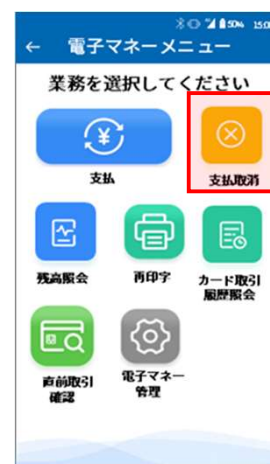 50% 15:0
← 電子マネーメニュー
業務を選択してください
支払
支払取消
残高照会
再印字
カード取引
履歴照会
直前取引
確認
電子マネー
管理